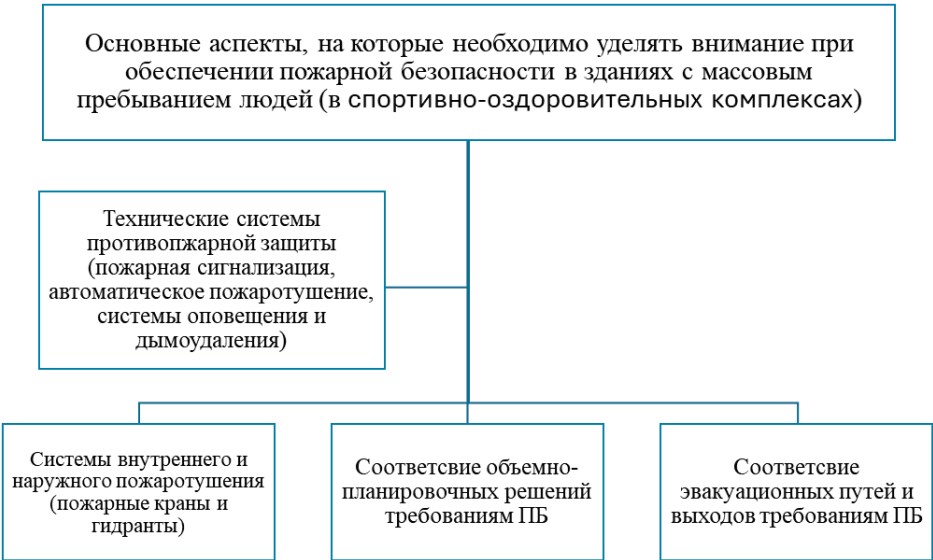 Основные аспекты, на которые необходимо уделять внимание при
обеспечении пожарной безопасности в зданиях с массовым
пребыванием людей (в спортивно-оздоровительных комплексах)
Технические системы
противопжарной защиты
(пожарная сигнализация,
автоматическое пожаротушение,
системы оповещения и
дымоудаления)
Системы внутреннего и
наружного пожаротушения
(пожарные краны и
гидранты)
Соответсвие объемно-
планировочных решений
требованиям ПБ
Соответсвие
эвакуационных путей и
выходов требованиям ПБ